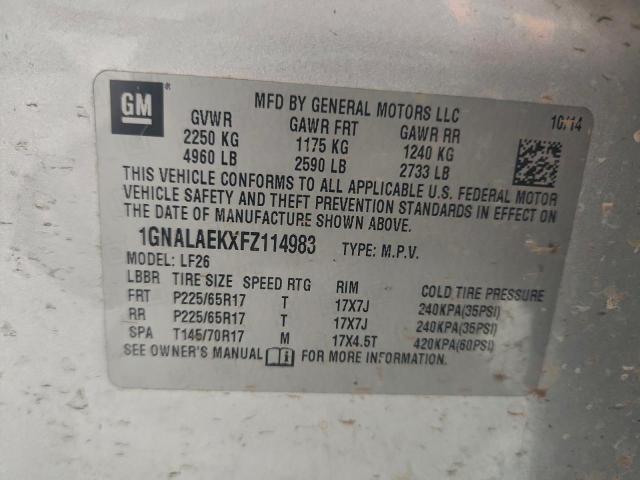 GM
MFD BY GENERAL MOTORS LLC 10/14
GVWR GAWR FRT GAWR RR
2250 KG 1175 KG 1240 KG
4960 LB 2590 LB 2733 LB
THIS VEHICLE CONFORMS TO ALL APPLICABLE U.S. FEDERAL MOTOR
VEHICLE SAFETY AND THEFT PREVENTION STANDARDS IN EFFECT ON
THE DATE OF MANUFACTURE SHOWN ABOVE.
1GNALAEKXFZ114983 TYPE: M.P.V.
MODEL: LF26
LBBR TIRE SIZE SPEED RTG RIM COLD TIRE PRESSURE
FRT P225/65R17 T 17X7J 240KPA(35PSI)
RR P225/65R17 T 17X7J 240KPA(35PSI)
SPA T145/70R17 M 17X4.5T 420KPA(60PSI)
SEE OWNER'S MANUAL i FOR MORE INFORMATION.